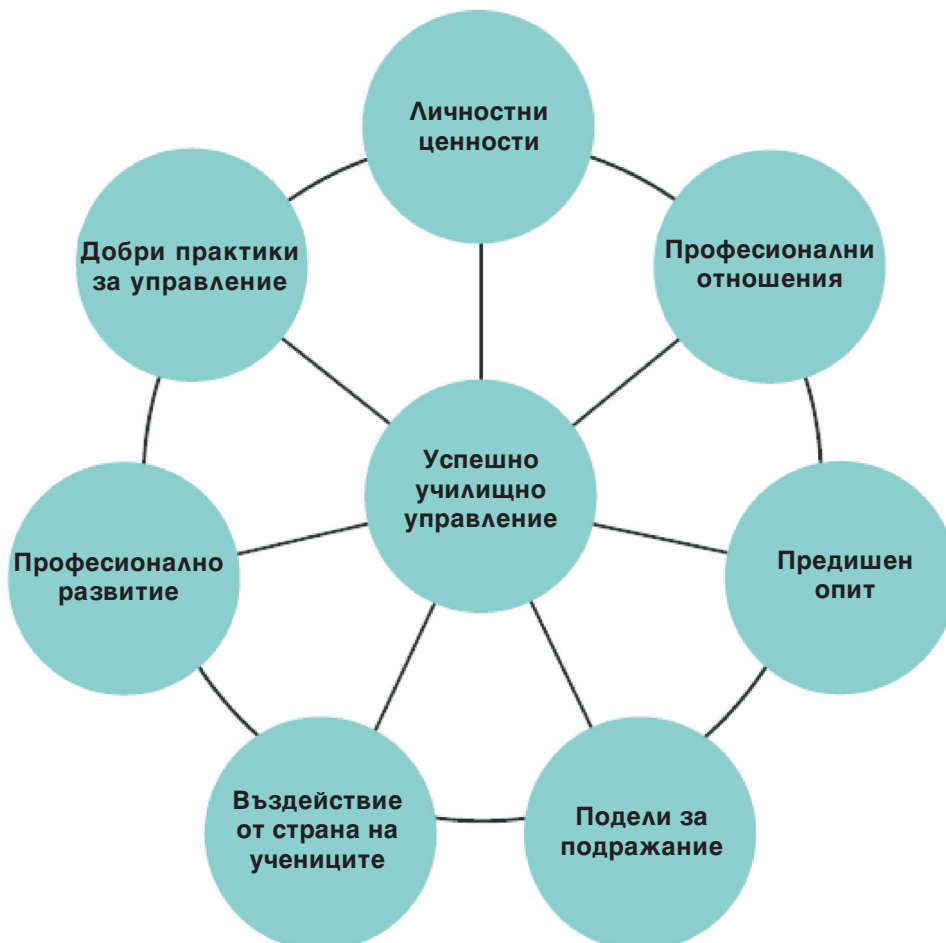 Личностни
ценности
Професионални
отношения
Предишен
опит
Подели за
подражание
Въздействие
от страна на
учениците
Професионално
развитие
Добри практики
за управление
Успешно
училищно
управление